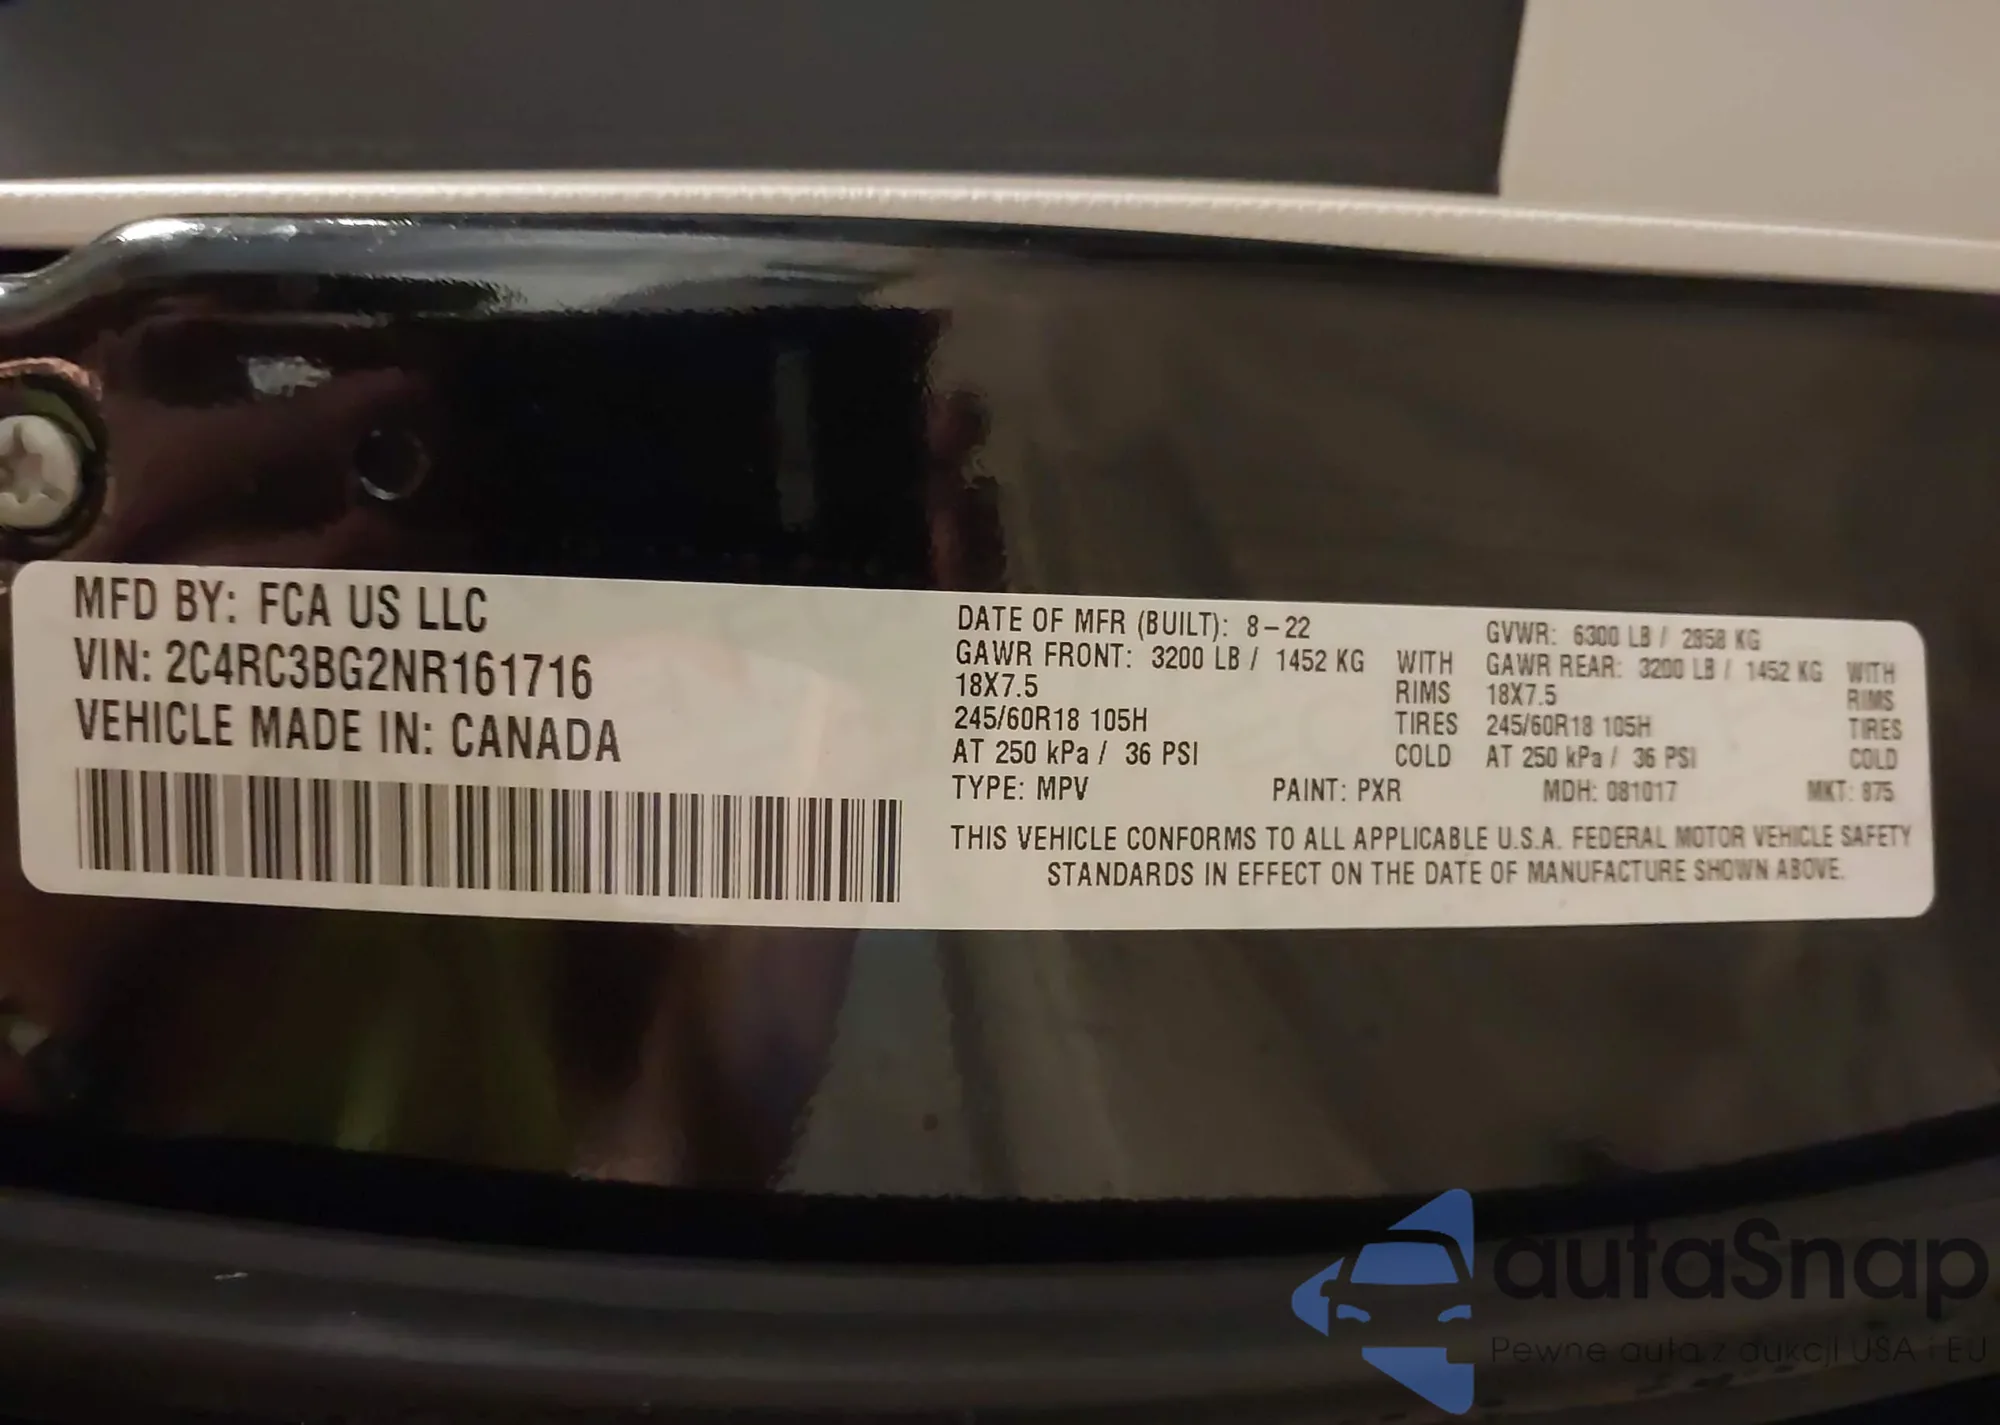 MFD BY: FCA US LLC
VIN: 2C4RC3BG2NR161716
VEHICLE MADE IN: CANADA
DATE OF MFR (BUILT): 8-22 GVWR: 6300 LB / 2858 KG
GAWR FRONT: 3200 LB / 1452 KG WITH GAWR REAR: 3200 LB / 1452 KG WITH
18X7.5 RIMS 18X7.5 RIMS
245/60R18 105H TIRES 245/60R18 105H TIRES
AT 250 kPa / 36 PSI COLD AT 250 kPa / 36 PSI COLD
TYPE: MPV PAINT: PXR MDH: 081017 MKT: 875
THIS VEHICLE CONFORMS TO ALL APPLICABLE U.S.A. FEDERAL MOTOR VEHICLE SAFETY
STANDARDS IN EFFECT ON THE DATE OF MANUFACTURE SHOWN ABOVE.
autaSnap
Pewne auta z aukcji USA i EU